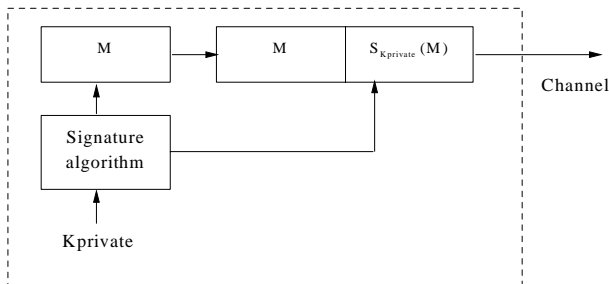 M
M
S_Kprivate (M)
Channel
Signature
algorithm
Kprivate